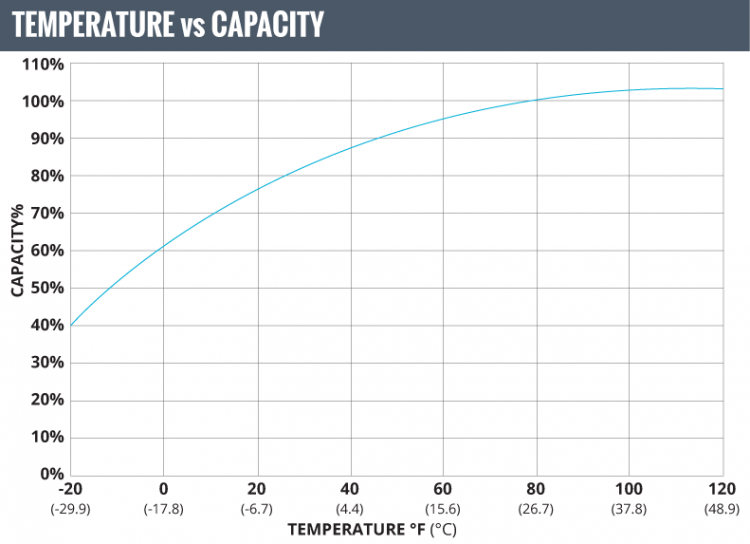 TEMPERATURE vs CAPACITY
110%
100%
90%
80%
70%
60%
50%
40%
30%
20%
10%
0%
CAPACITY%
-20 0 20 40 60 80 100 120
(-29.9) (-17.8) (-6.7) (4.4) (15.6) (26.7) (37.8) (48.9)
TEMPERATURE °F (°C)